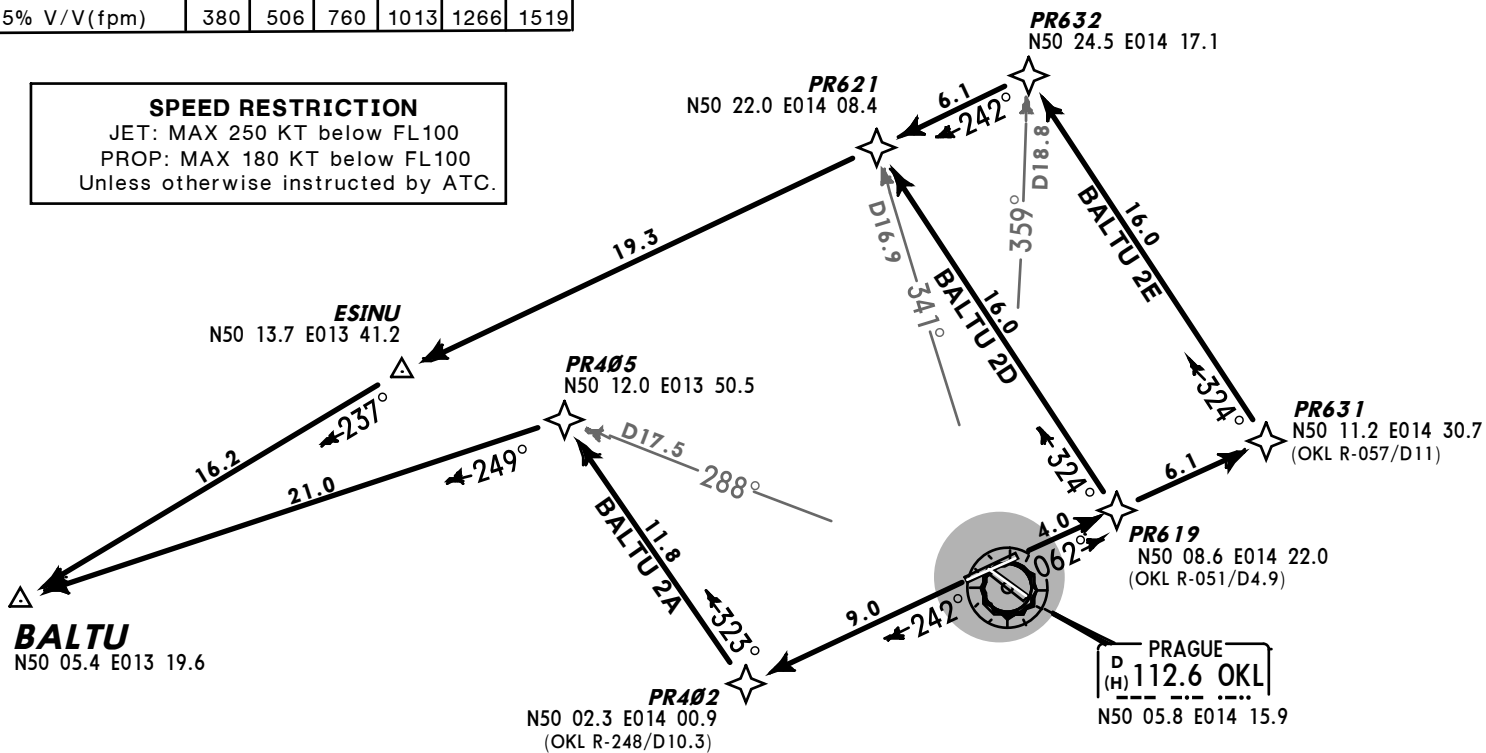 5% V/V(fpm) 380 506 760 1013 1266 1519
SPEED RESTRICTION
JET: MAX 250 KT below FL100
PROP: MAX 180 KT below FL100
Unless otherwise instructed by ATC.
PR632
N50 24.5 E014 17.1
PR621
N50 22.0 E014 08.4
6.1
242°
D18.8
359°
16.0
BALTU 2E
324°
19.3
D16.9
341°
16.0
BALTU 2D
324°
ESINU
N50 13.7 E013 41.2
237°
16.2
PR4Ø5
N50 12.0 E013 50.5
D17.5
288°
249°
21.0
11.8
BALTU 2A
323°
PR631
N50 11.2 E014 30.7
(OKL R-057/D11)
6.1
4.0
062°
PR619
N50 08.6 E014 22.0
(OKL R-051/D4.9)
9.0
242°
BALTU
N50 05.4 E013 19.6
PR4Ø2
N50 02.3 E014 00.9
(OKL R-248/D10.3)
PRAGUE
D
(H) 112.6 OKL
N50 05.8 E014 15.9